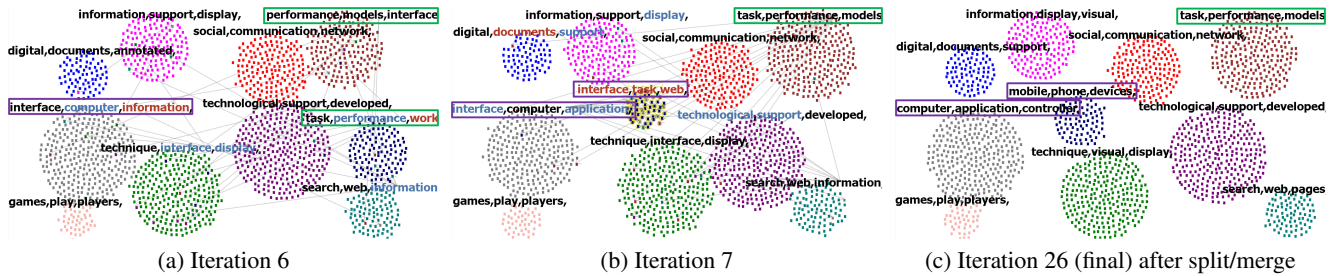 information,support,display,
performance,models,interface
social,communication,network,
digital,documents,annotated,
interface,computer,information,
technological,support,developed,
task,performance,work
technique,interface,display,
search,web,information
games,play,players,
(a) Iteration 6
information,support,display,
task,performance,models
digital,documents,support,
social,communication,network,
interface,task,web,
interface,computer,application,
technological,support,developed,
technique,interface,display,
search,web,information
games,play,players,
(b) Iteration 7
information,display,visual,
task,performance,models
social,communication,network,
digital,documents,support,
mobile,phone,devices,
computer,application,controller,
technological,support,developed
technique,visual,display,
search,web,pages
games,play,players,
(c) Iteration 26 (final) after split/merge